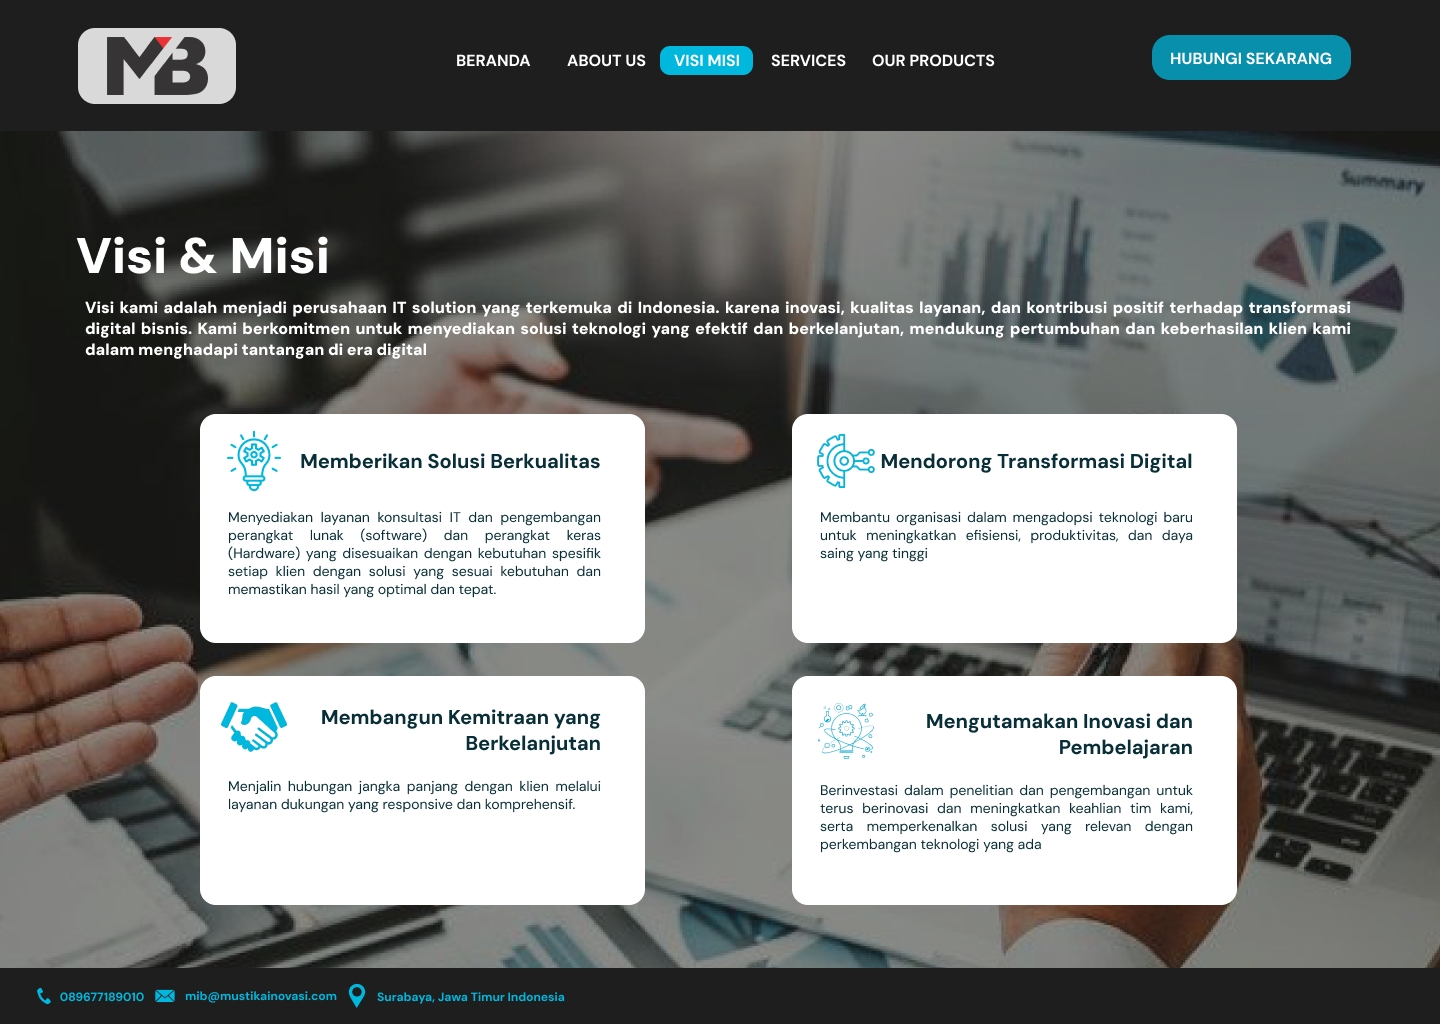 MB
BERANDA ABOUT US VISI MISI SERVICES OUR PRODUCTS
HUBUNGI SEKARANG
Summary
Summary
Visi & Misi
Visi kami adalah menjadi perusahaan IT solution yang terkemuka di Indonesia. karena inovasi, kualitas layanan, dan kontribusi positif terhadap transformasi
digital bisnis. Kami berkomitmen untuk menyediakan solusi teknologi yang efektif dan berkelanjutan, mendukung pertumbuhan dan keberhasilan klien kami
dalam menghadapi tantangan di era digital
Memberikan Solusi Berkualitas
Menyediakan layanan konsultasi IT dan pengembangan
perangkat lunak (software) dan perangkat keras
(Hardware) yang disesuaikan dengan kebutuhan spesifik
setiap klien dengan solusi yang sesuai kebutuhan dan
memastikan hasil yang optimal dan tepat.
Mendorong Transformasi Digital
Membantu organisasi dalam mengadopsi teknologi baru
untuk meningkatkan efisiensi, produktivitas, dan daya
saing yang tinggi
Membangun Kemitraan yang
Berkelanjutan
Menjalin hubungan jangka panjang dengan klien melalui
layanan dukungan yang responsive dan komprehensif.
Mengutamakan Inovasi dan
Pembelajaran
Berinvestasi dalam penelitian dan pengembangan untuk
terus berinovasi dan meningkatkan keahlian tim kami,
serta memperkenalkan solusi yang relevan dengan
perkembangan teknologi yang ada
089677189010 mib@mustikainovasi.com Surabaya, Jawa Timur Indonesia